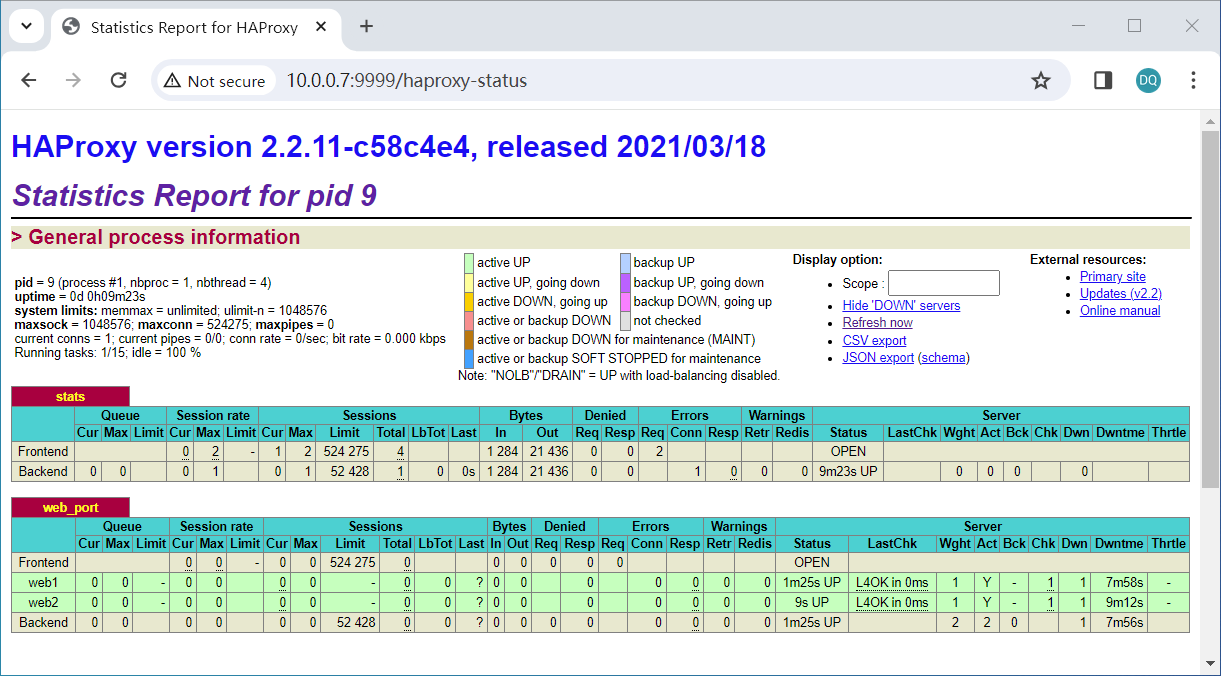 Statistics Report for HAProxy
Not secure 10.0.0.7:9999/haproxy-status DQ
HAProxy version 2.2.11-c58c4e4, released 2021/03/18
Statistics Report for pid 9
> General process information
pid = 9 (process #1, nbproc = 1, nbthread = 4)
uptime = 0d 0h09m23s
system limits: memmax = unlimited; ulimit-n = 1048576
maxsock = 1048576; maxconn = 524275; maxpipes = 0
current conns = 1; current pipes = 0/0; conn rate = 0/sec; bit rate = 0.000 kbps
Running tasks: 1/15; idle = 100 %
active UP backup UP
active UP, going down backup UP, going down
active DOWN, going up backup DOWN, going up
active or backup DOWN not checked
active or backup DOWN for maintenance (MAINT)
active or backup SOFT STOPPED for maintenance
Note: "NOLB"/"DRAIN" = UP with load-balancing disabled.
Display option:
Scope :
Hide 'DOWN' servers
Refresh now
CSV export
JSON export (schema)
External resources:
Primary site
Updates (v2.2)
Online manual
stats
Queue Session rate Sessions Bytes Denied Errors Warnings Server
Cur Max Limit Cur Max Limit Cur Max Limit Total LbTot Last In Out Req Resp Req Conn Resp Retr Redis Status LastChk Wght Act Bck Chk Dwn Dwntme Thrtle
Frontend 0 2 - 1 2 524 275 4 1 284 21 436 0 0 2 OPEN
Backend 0 0 0 1 0 1 52 428 1 0 0s 1 284 21 436 0 0 1 0 0 0 9m23s UP 0 0 0 0
web_port
Queue Session rate Sessions Bytes Denied Errors Warnings Server
Cur Max Limit Cur Max Limit Cur Max Limit Total LbTot Last In Out Req Resp Req Conn Resp Retr Redis Status LastChk Wght Act Bck Chk Dwn Dwntme Thrtle
Frontend 0 0 - 0 0 524 275 0 0 0 0 0 0 OPEN
web1 0 0 - 0 0 0 0 - 0 0 ? 0 0 0 0 0 0 0 1m25s UP L4OK in 0ms 1 Y - 1 1 7m58s -
web2 0 0 - 0 0 0 0 - 0 0 ? 0 0 0 0 0 0 0 9s UP L4OK in 0ms 1 Y - 1 1 9m12s -
Backend 0 0 0 0 0 0 52 428 0 0 ? 0 0 0 0 0 0 0 0 1m25s UP 2 2 0 1 7m56s